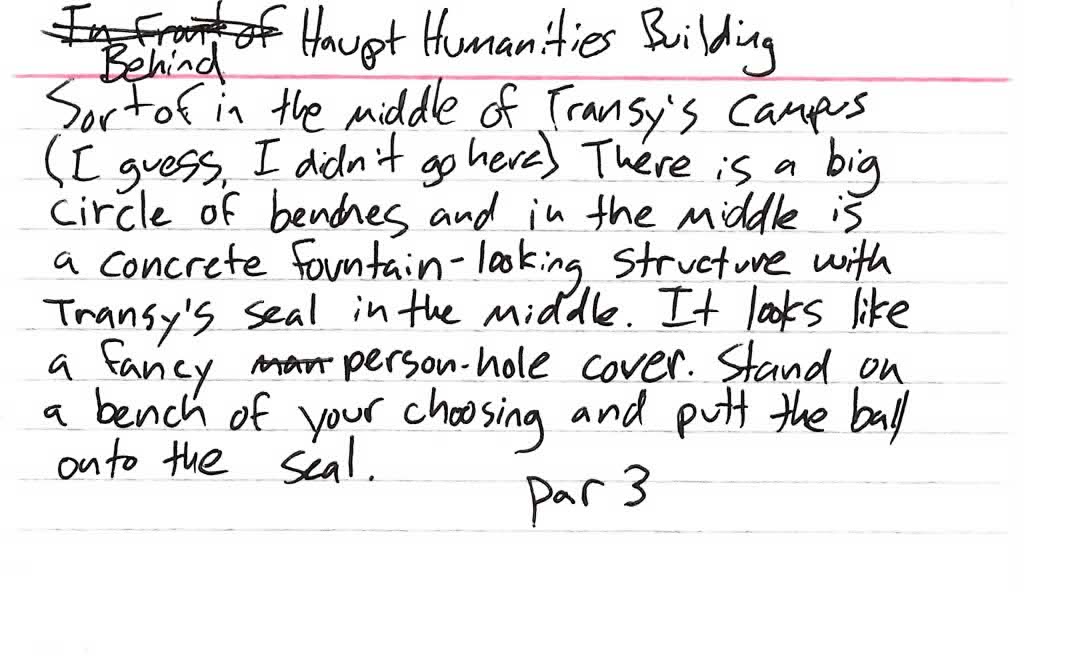 In Front of Haupt Humanities Building
Behind
Sort of in the middle of Transy's campus
(I guess, I didn't go here) There is a big
circle of benches and in the middle is
a concrete fountain-looking structure with
Transy's seal in the middle. It looks like
a fancy man person-hole cover. Stand on
a bench of your choosing and putt the ball
onto the seal.
par 3